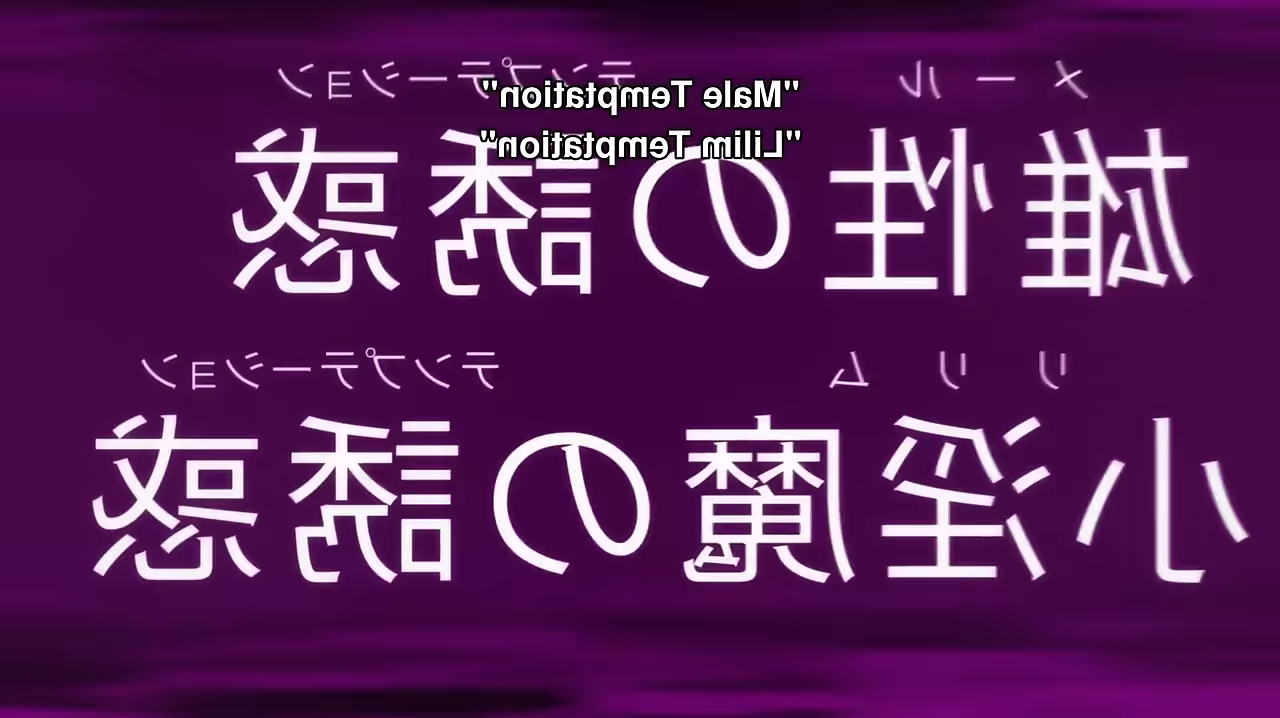 メール テンプテーション
"Male Temptation"
雄性の誘惑
"Lilim Temptation"
リリム テンプテーション
小淫魔の誘惑